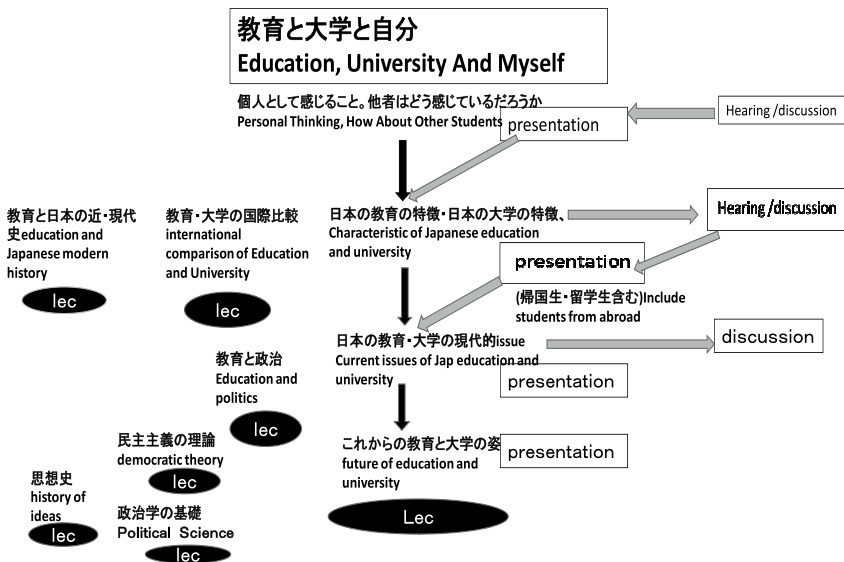 教育と大学と自分
Education, University And Myself
個人として感じること。他者はどう感じているだろうか
Personal Thinking, How About Other Students
presentation
Hearing /discussion
教育と日本の近・現代
史education and
Japanese modern
history
lec
教育・大学の国際比較
international
comparison of Education
and University
lec
日本の教育の特徴・日本の大学の特徴、
Characteristic of Japanese education
and university
Hearing /discussion
presentation
(帰国生・留学生含む)Include
students from abroad
日本の教育・大学の現代的issue
Current issues of Jap education and
university
discussion
presentation
教育と政治
Education and
politics
lec
これからの教育と大学の姿
future of education and
university
presentation
Lec
民主主義の理論
democratic theory
lec
思想史
history of
ideas
lec
政治学の基礎
Political Science
lec